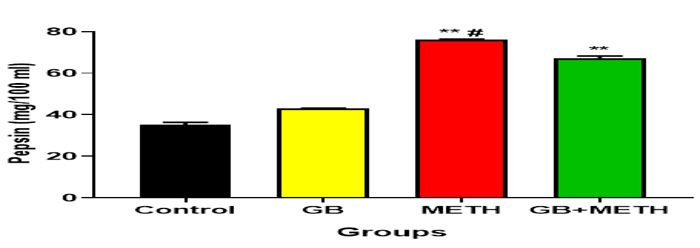 Pepsin (mg/100 ml)
80
60
40
20
0
** #
**
Control
GB
METH
GB+METH
Groups